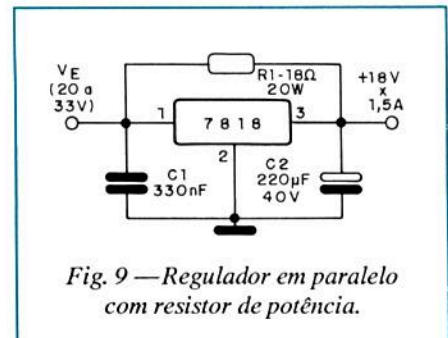 VE
(20 a
33V)
R1-18Ω
20W
+18V
x
1,5A
1
7818
3
2
C1
330nF
C2
220µF
40V
Fig. 9 — Regulador em paralelo
com resistor de potência.